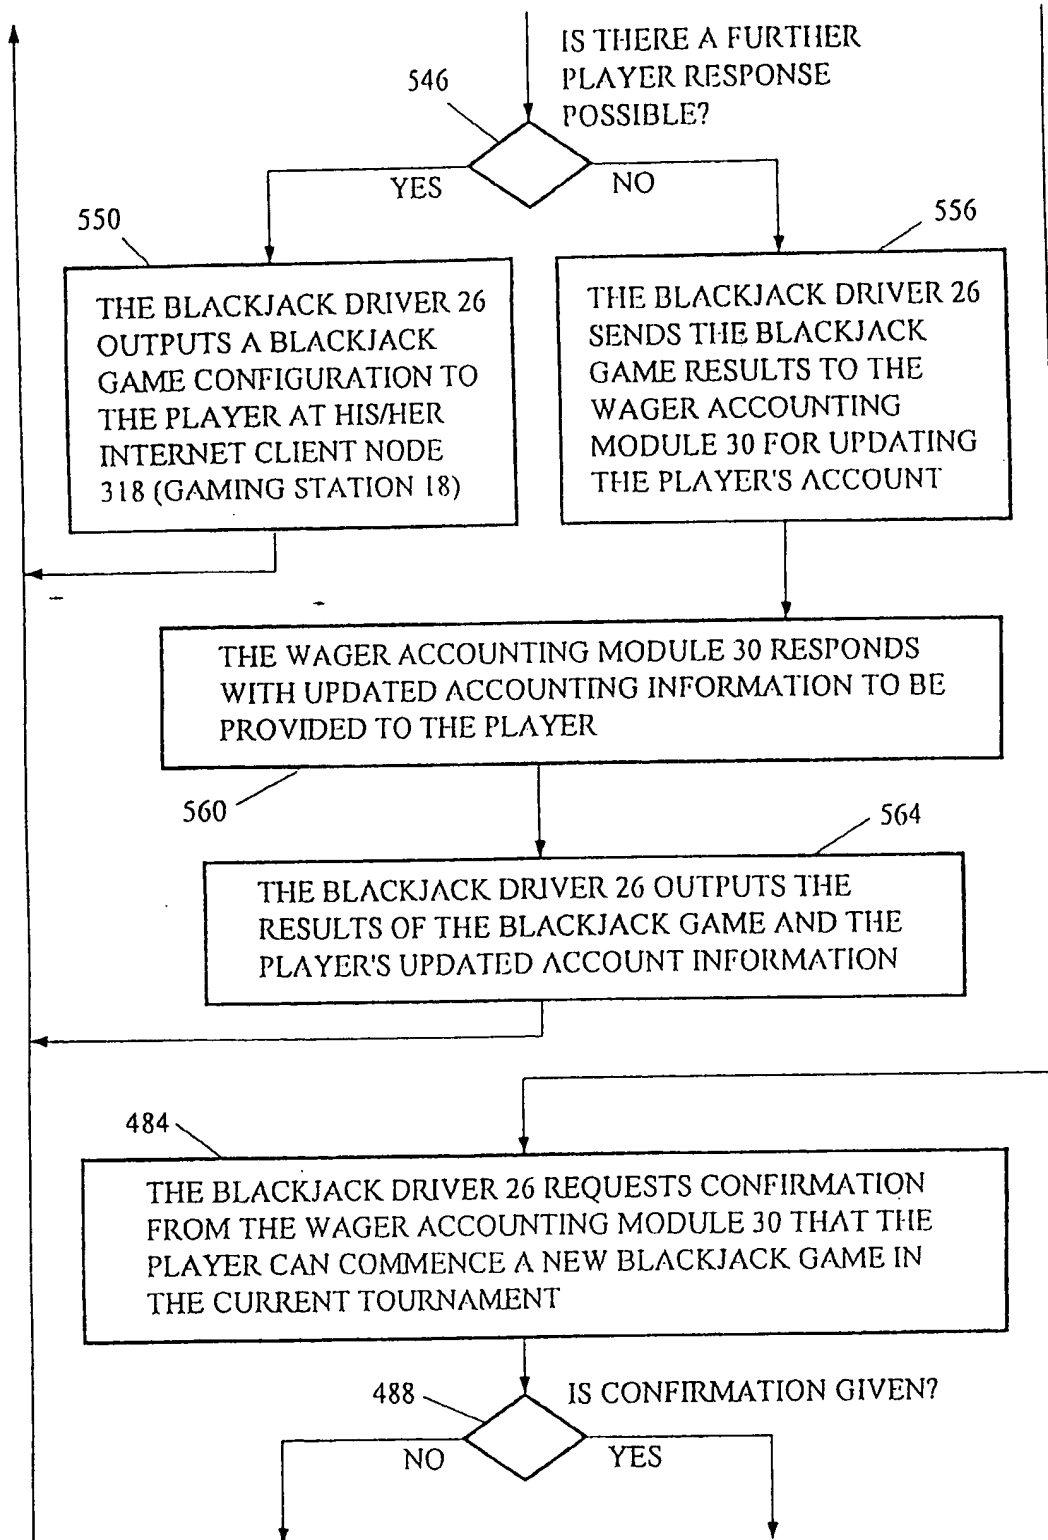 IS THERE A FURTHER
PLAYER RESPONSE
POSSIBLE?
546
YES
NO
550
556
THE BLACKJACK DRIVER 26
OUTPUTS A BLACKJACK
GAME CONFIGURATION TO
THE PLAYER AT HIS/HER
INTERNET CLIENT NODE
318 (GAMING STATION 18)
THE BLACKJACK DRIVER 26
SENDS THE BLACKJACK
GAME RESULTS TO THE
WAGER ACCOUNTING
MODULE 30 FOR UPDATING
THE PLAYER'S ACCOUNT
THE WAGER ACCOUNTING MODULE 30 RESPONDS
WITH UPDATED ACCOUNTING INFORMATION TO BE
PROVIDED TO THE PLAYER
560
564
THE BLACKJACK DRIVER 26 OUTPUTS THE
RESULTS OF THE BLACKJACK GAME AND THE
PLAYER'S UPDATED ACCOUNT INFORMATION
484
THE BLACKJACK DRIVER 26 REQUESTS CONFIRMATION
FROM THE WAGER ACCOUNTING MODULE 30 THAT THE
PLAYER CAN COMMENCE A NEW BLACKJACK GAME IN
THE CURRENT TOURNAMENT
488
IS CONFIRMATION GIVEN?
NO
YES